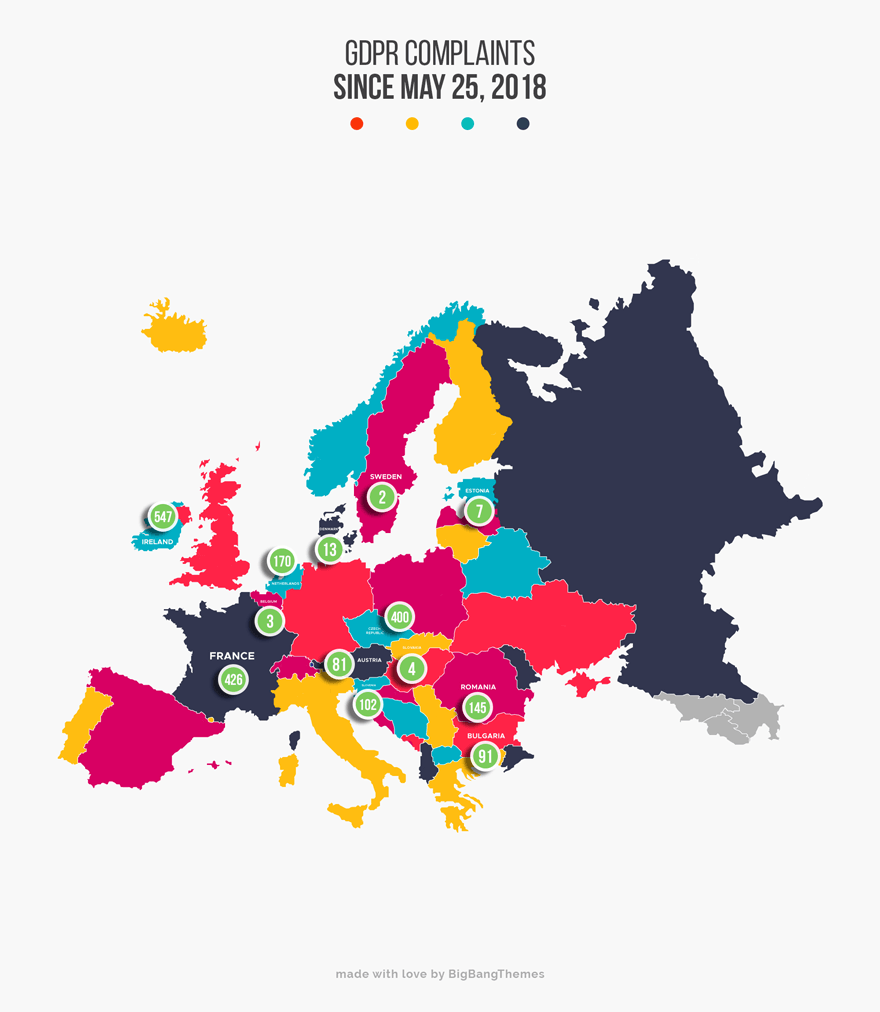 GDPR COMPLAINTS
SINCE MAY 25, 2018
SWEDEN
2
ESTONIA
7
547
IRELAND
DENMARK
13
170
NETHERLANDS
BELGIUM
3
400
CZECH
REPUBLIC
FRANCE
426
81
AUSTRIA
SLOVAKIA
4
SLOVENIA
102
ROMANIA
145
BULGARIA
91
made with love by BigBangThemes